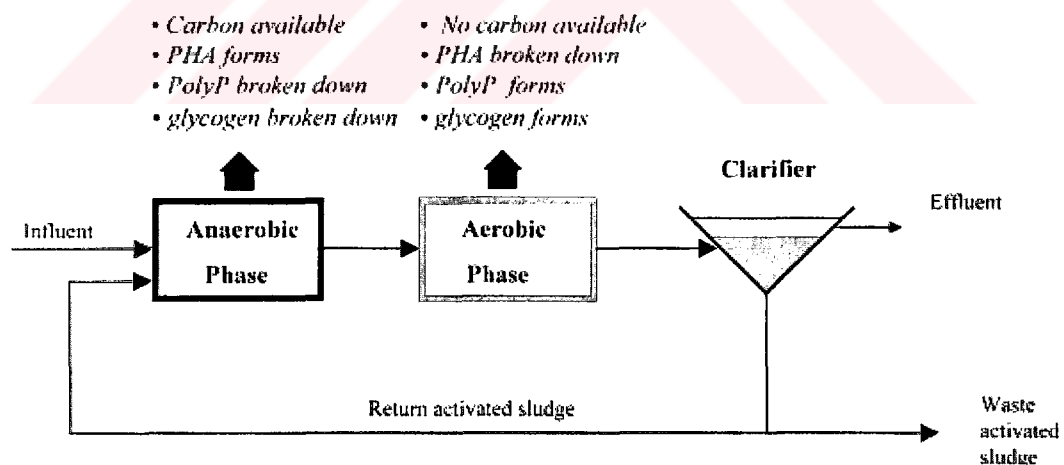 • Carbon available
• PHA forms
• PolyP broken down
• glycogen broken down
• No carbon available
• PHA broken down
• PolyP forms
• glycogen forms
Clarifier
Effluent
Influent
Anaerobic
Phase
Aerobic
Phase
Return activated sludge
Waste
activated
sludge